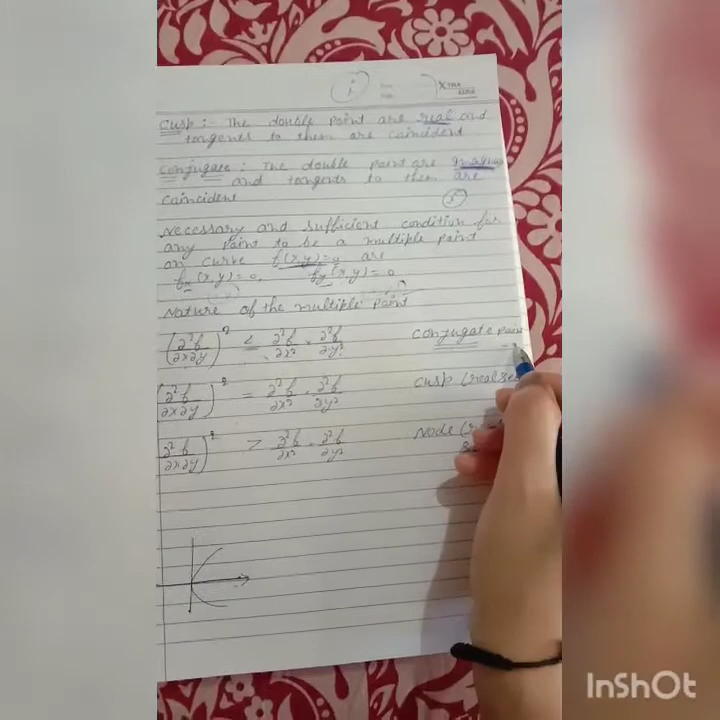 i
XTRA
Cusp :- The double point are real and
tangents to them are coincident
Conjugate : The double point are
and tangents to them are
coincident
Necessary and sufficient condition for
any point to be a multiple point
on curve f(x,y)=0 are
fx (x,y)=0, fy (x,y)=0
Nature of the multiple point
(∂²f/∂x∂y)² < ∂²f/∂x² · ∂²f/∂y² Conjugate point
(∂²f/∂x∂y)² = ∂²f/∂x² · ∂²f/∂y² Cusp (real
(∂²f/∂x∂y)² > ∂²f/∂x² · ∂²f/∂y² Node (
InShOt